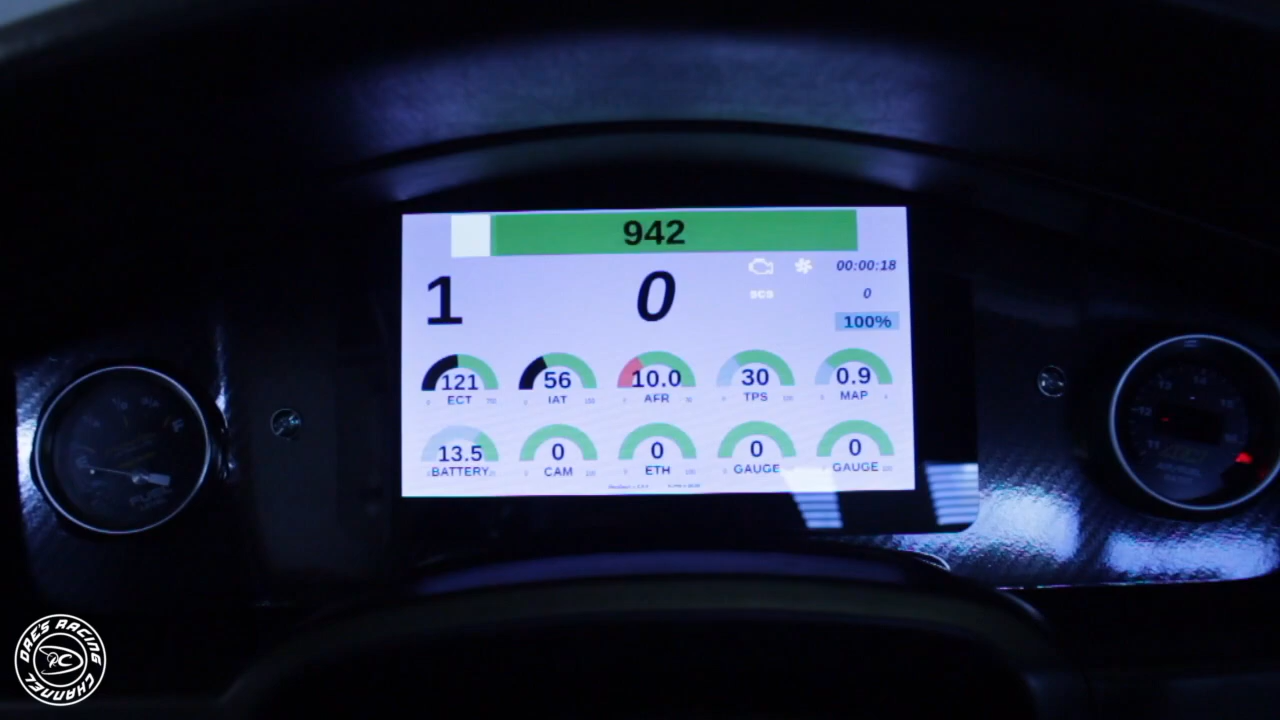 942
1
0
00:00:18
0
100%
121
ECT
56
IAT
10.0
AFR
30
TPS
0.9
MAP
13.5
BATTERY
0
CAM
0
ETH
0
GAUGE
0
GAUGE
DRE'S RACING
CHANNEL